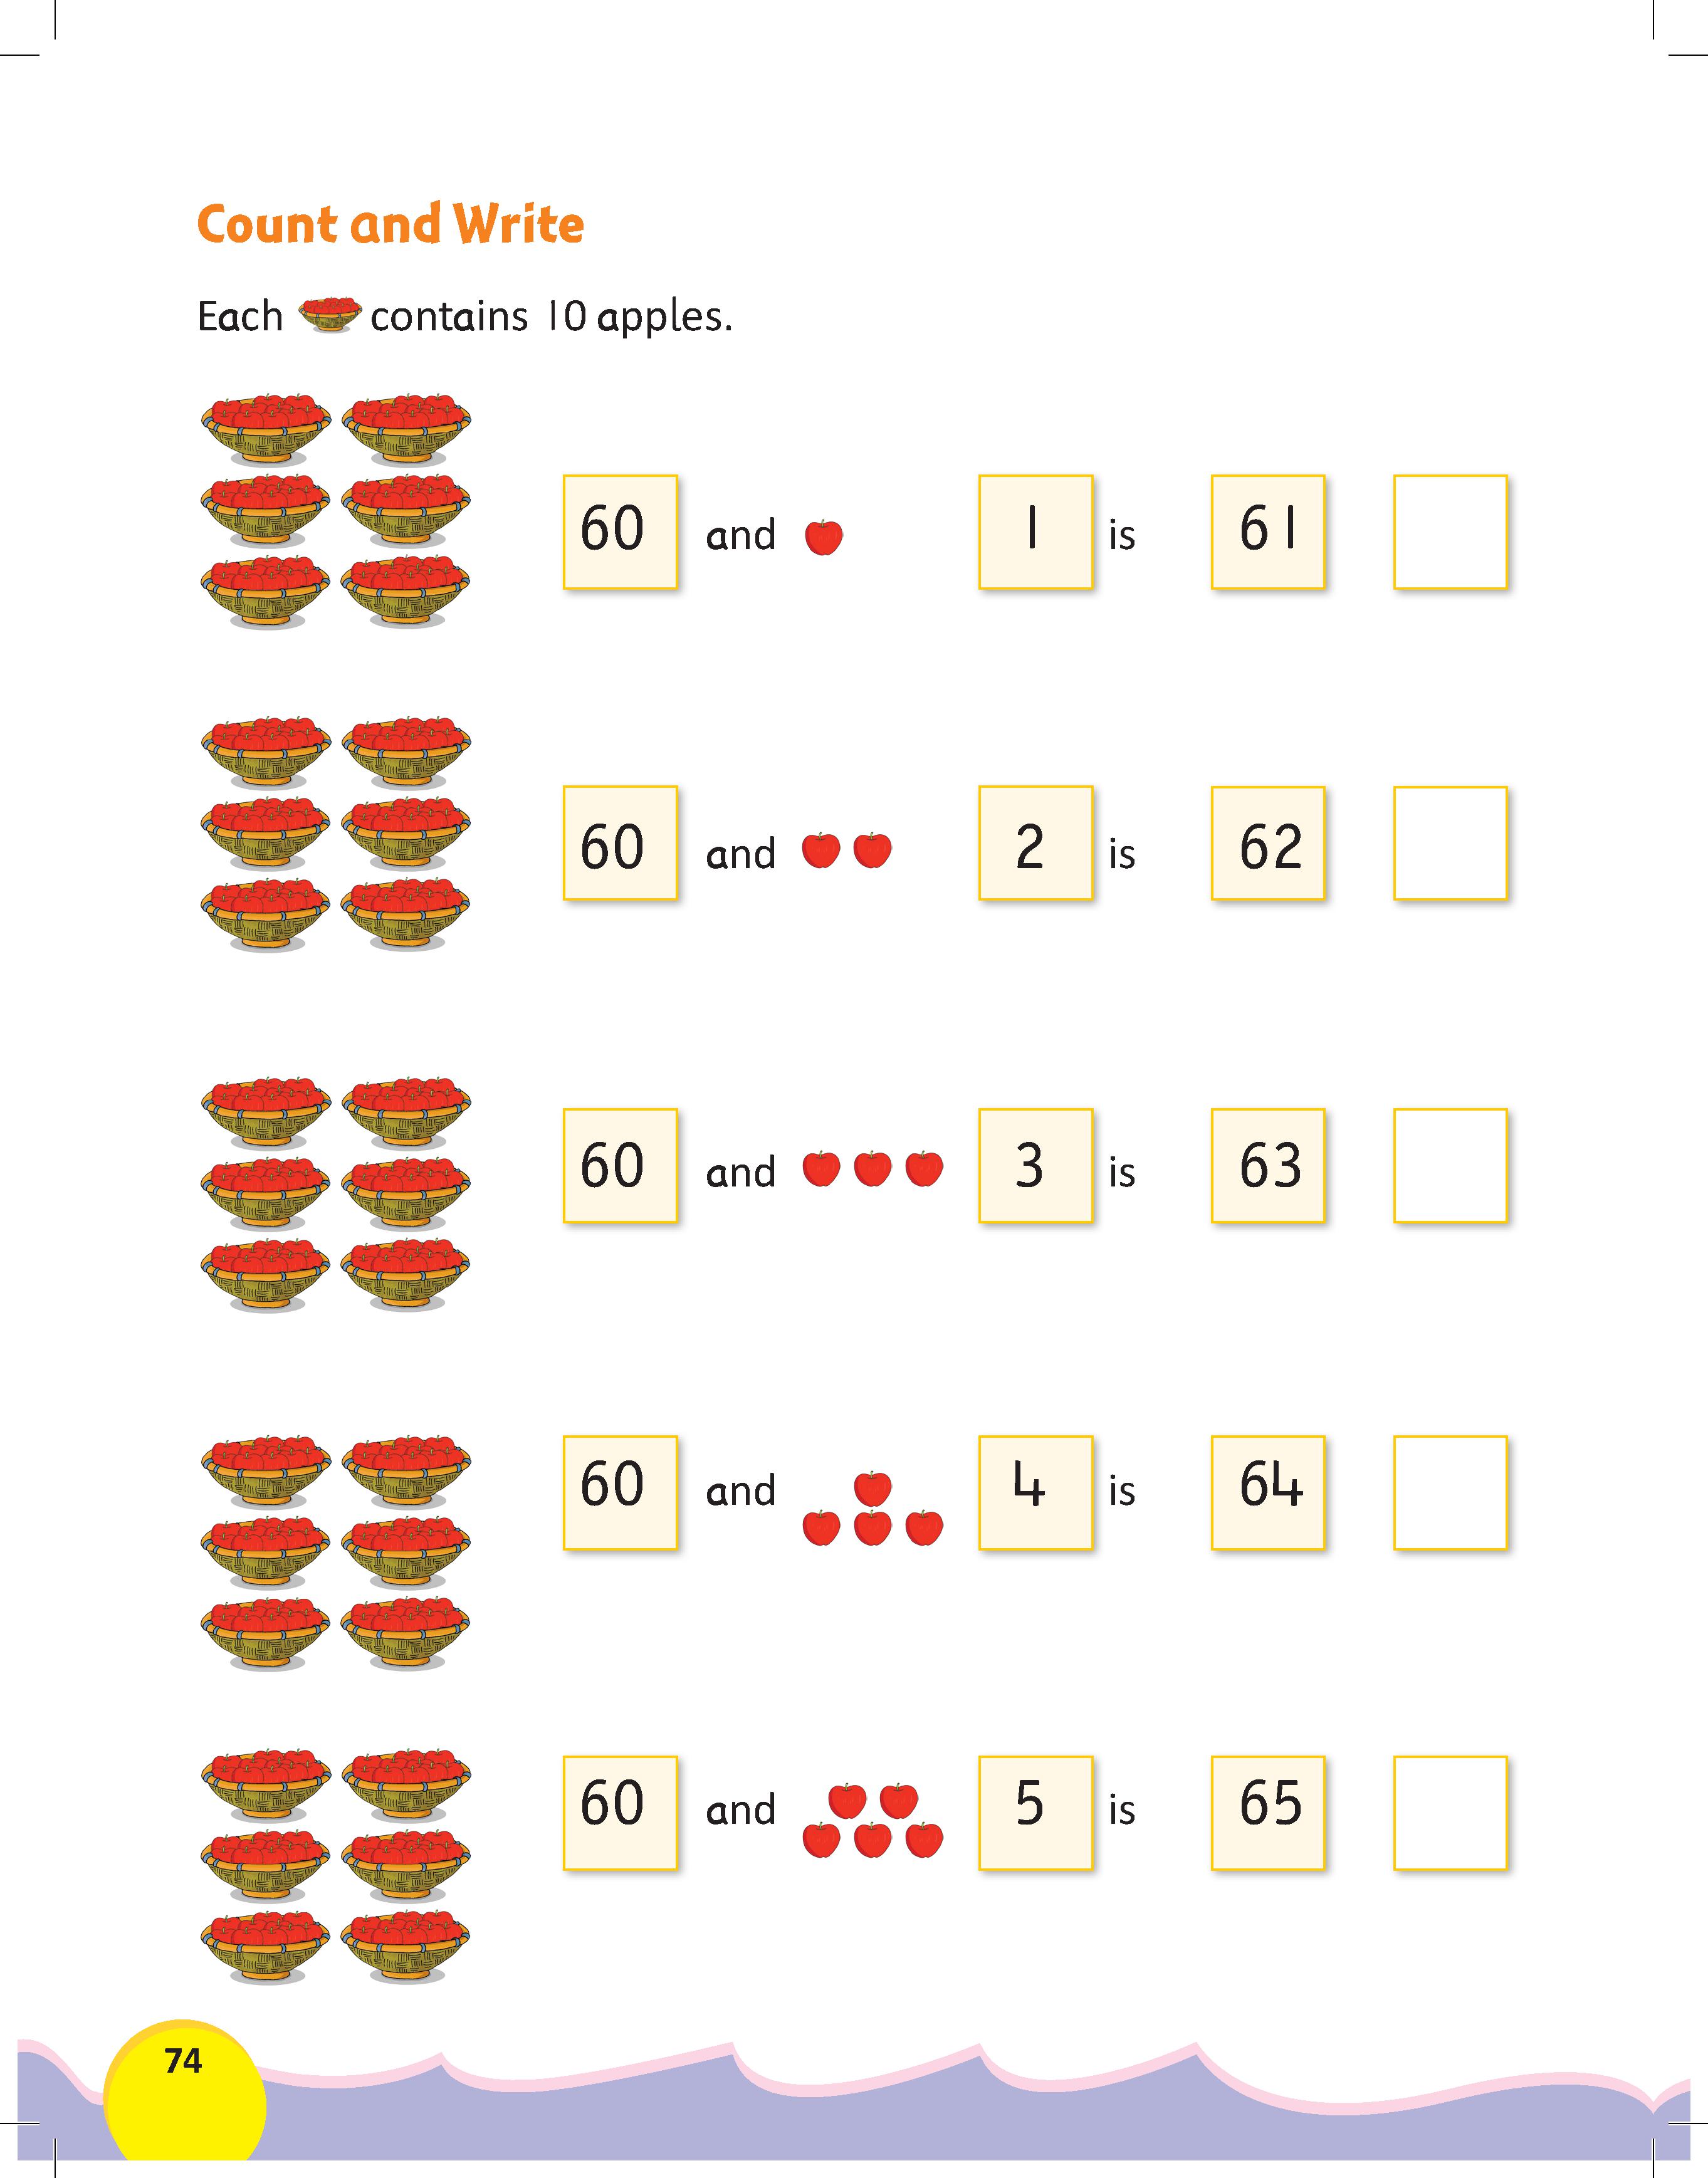 Count and Write
Each contains 10 apples.
60 and 1 is 61
60 and 2 is 62
60 and 3 is 63
60 and 4 is 64
60 and 5 is 65
74